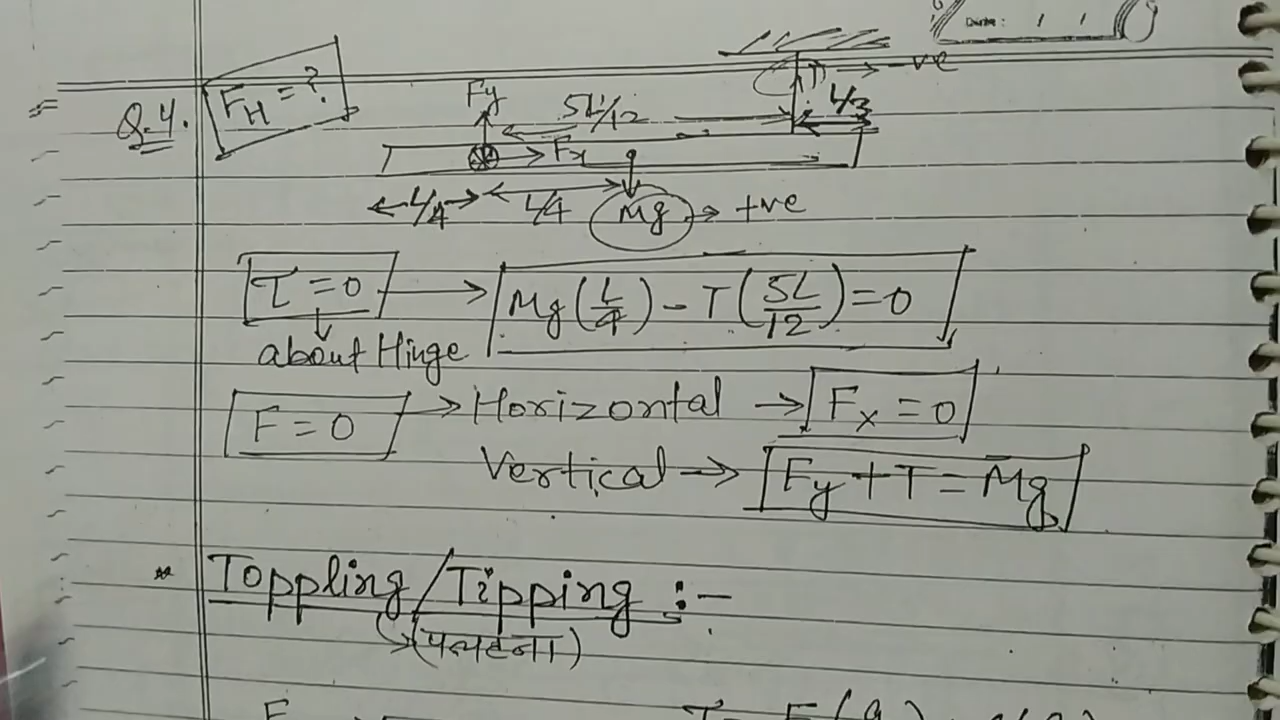 Date: / /
Q.4. F_H = ?
T → -ve
Fy 5L/12 L/3
Fx
L/4 L/4 Mg → +ve
τ = 0 → Mg(L/4) - T(5L/12) = 0
about Hinge
F = 0 → Horizontal → Fx = 0
Vertical → Fy + T = Mg
Toppling/Tipping :-
(पलटना)